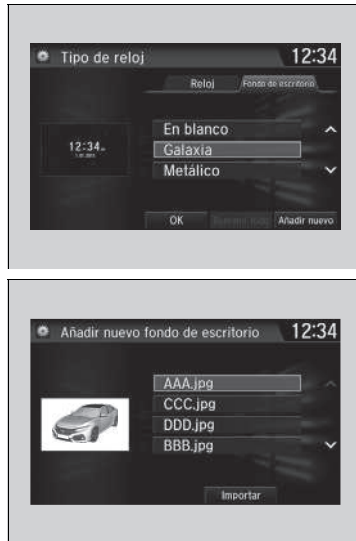 Tipo de reloj 12:34
Reloj Fondo de escritorio
En blanco
12:34
Galaxia
Metálico
OK Añadir nuevo
Añadir nuevo fondo de escritorio 12:34
AAA.jpg
CCC.jpg
DDD.jpg
BBB.jpg
Importar